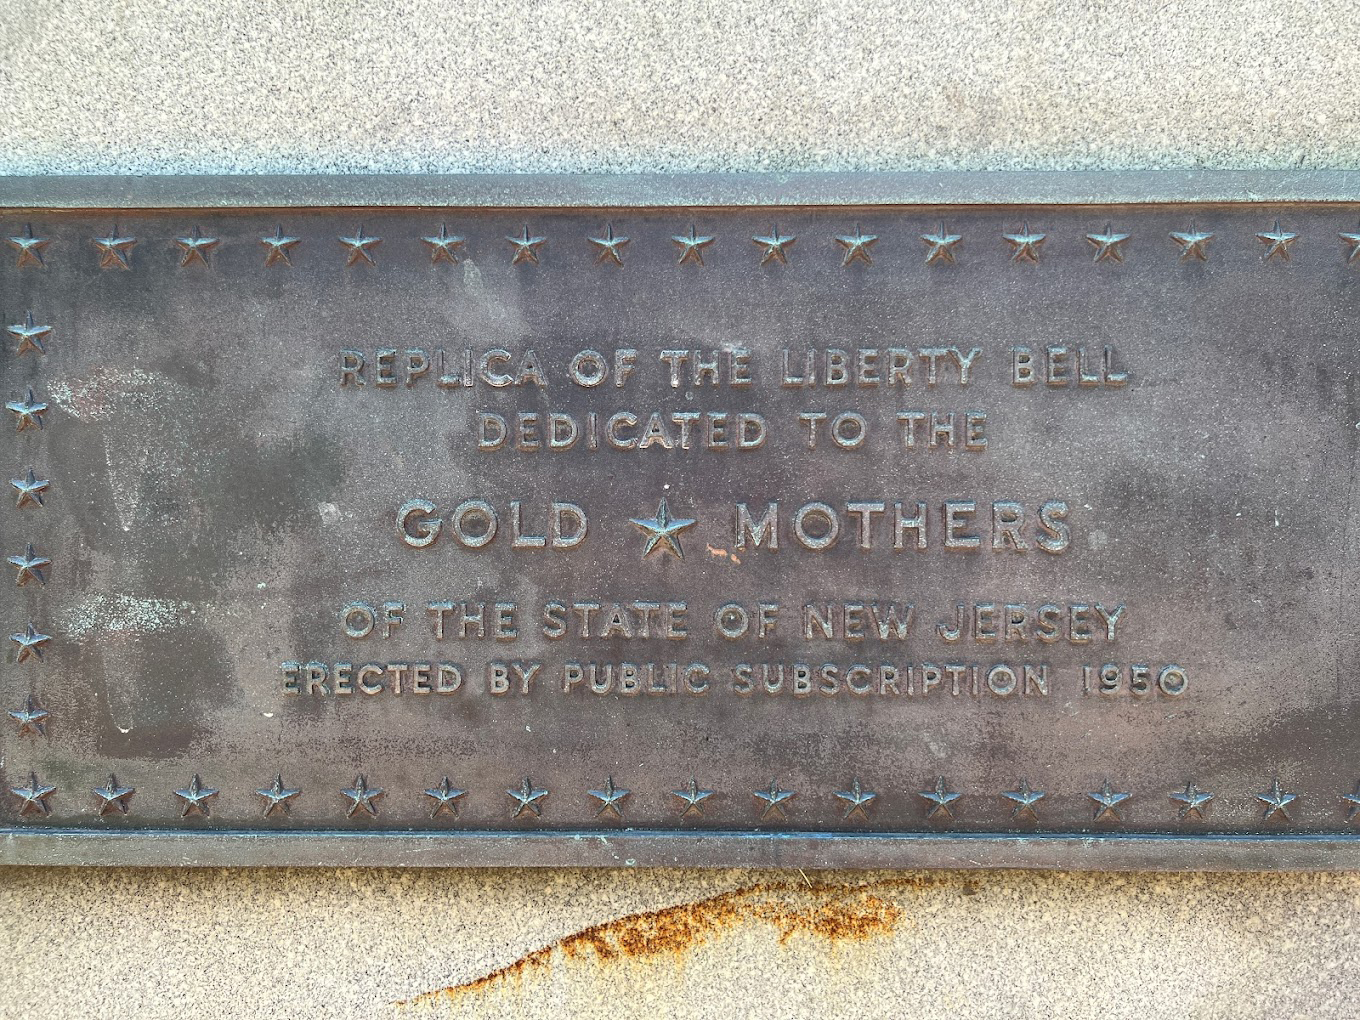 REPLICA OF THE LIBERTY BELL
DEDICATED TO THE
GOLD ★ MOTHERS
OF THE STATE OF NEW JERSEY
ERECTED BY PUBLIC SUBSCRIPTION 1950